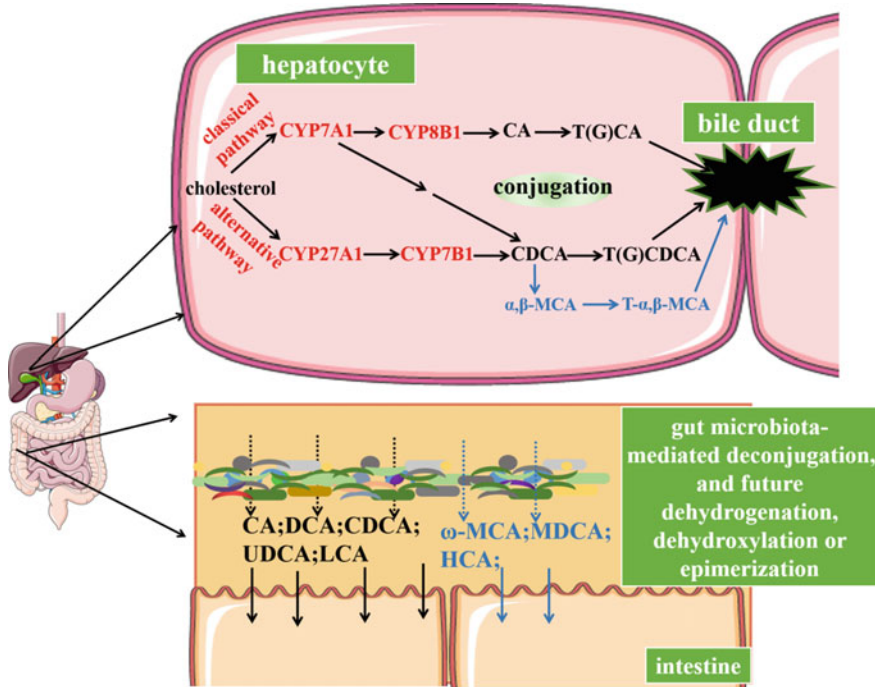 hepatocyte
classical
pathway
CYP7A1
CYP8B1
CA
T(G)CA
bile duct
cholesterol
conjugation
alternative
pathway
CYP27A1
CYP7B1
CDCA
T(G)CDCA
α,β-MCA
T-α,β-MCA
gut microbiota-
mediated deconjugation,
and future
dehydrogenation,
dehydroxylation or
epimerization
CA;DCA;CDCA;
UDCA;LCA
ω-MCA;MDCA;
HCA;
intestine